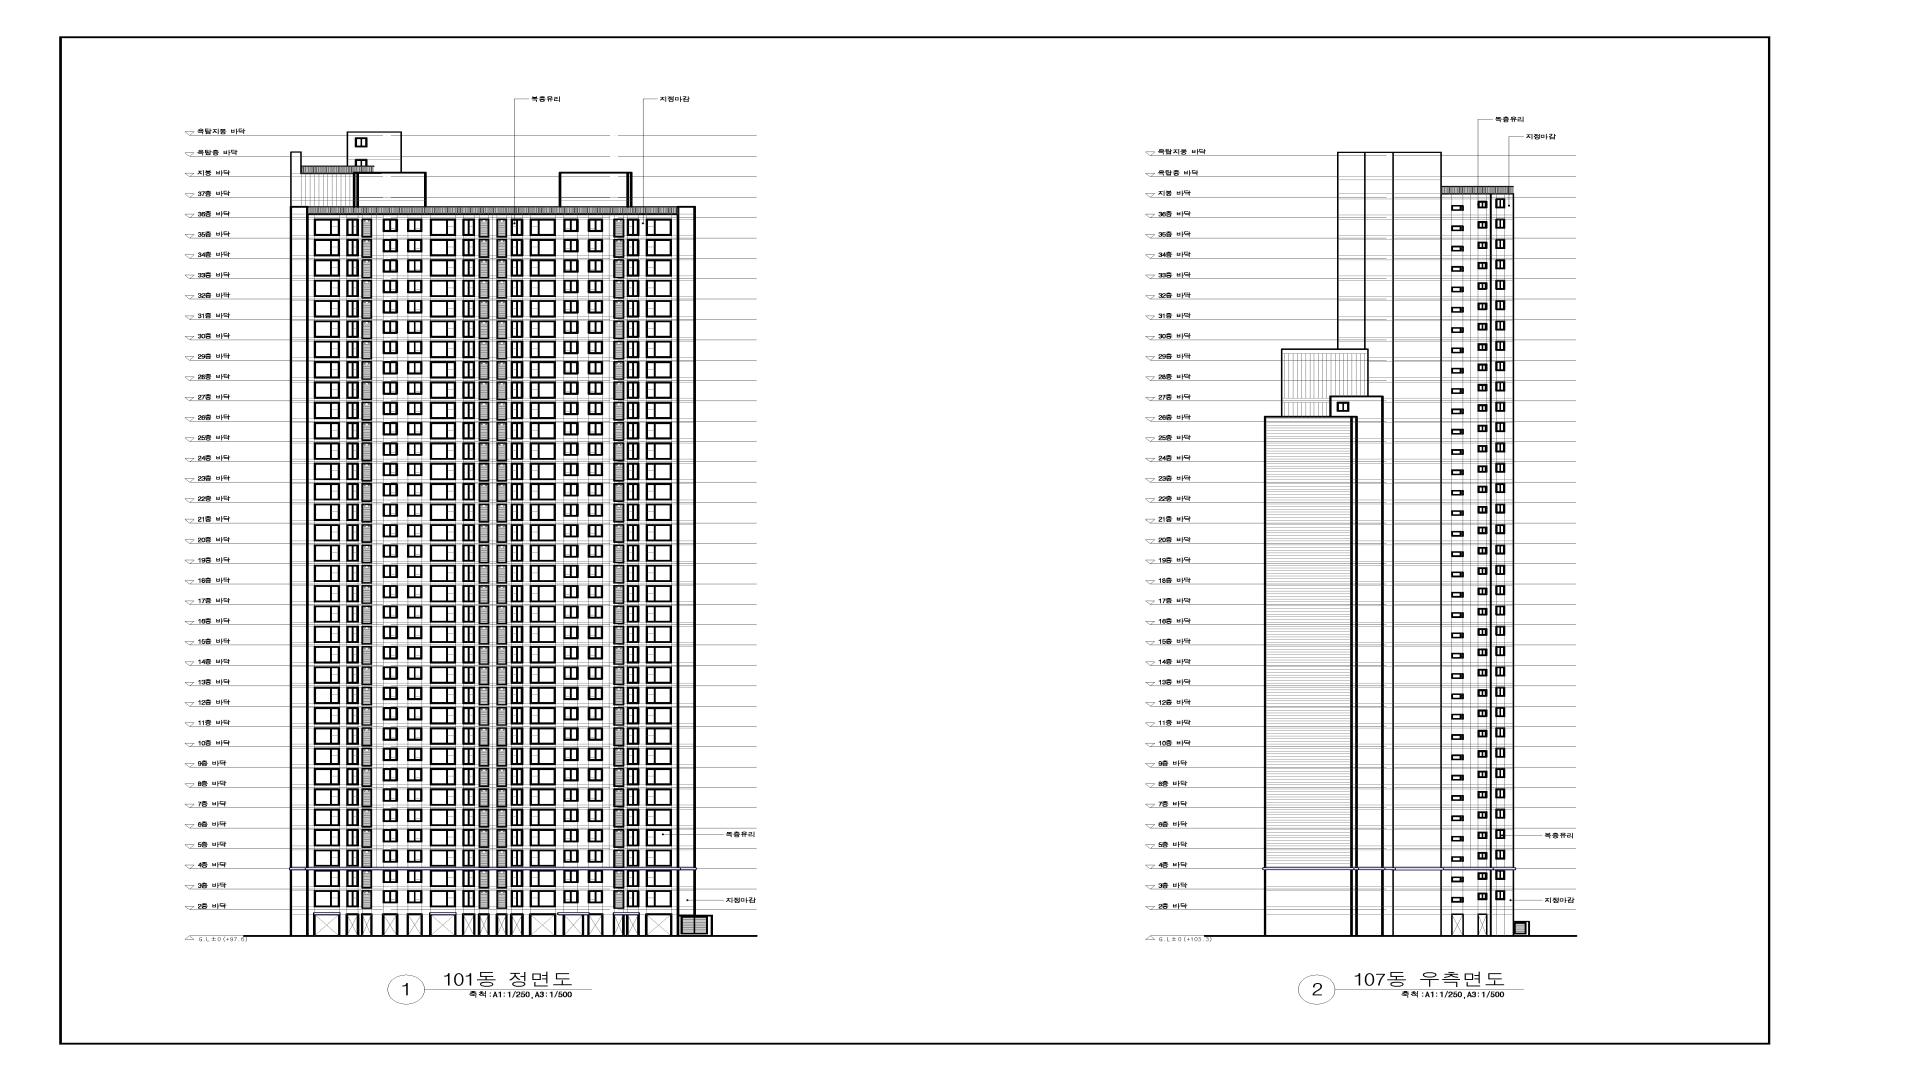 복층유리
지정마감
옥탑지붕 바닥
옥탑층 바닥
지붕 바닥
37층 바닥
36층 바닥
35층 바닥
34층 바닥
33층 바닥
32층 바닥
31층 바닥
30층 바닥
29층 바닥
28층 바닥
27층 바닥
26층 바닥
25층 바닥
24층 바닥
23층 바닥
22층 바닥
21층 바닥
20층 바닥
19층 바닥
18층 바닥
17층 바닥
16층 바닥
15층 바닥
14층 바닥
13층 바닥
12층 바닥
11층 바닥
10층 바닥
9층 바닥
8층 바닥
7층 바닥
6층 바닥
5층 바닥
4층 바닥
3층 바닥
2층 바닥
G.L±0(+97.6)
복층유리
지정마감
1
101동 정면도
축척 : A1: 1/250, A3: 1/500
복층유리
지정마감
옥탑지붕 바닥
옥탑층 바닥
지붕 바닥
36층 바닥
35층 바닥
34층 바닥
33층 바닥
32층 바닥
31층 바닥
30층 바닥
29층 바닥
28층 바닥
27층 바닥
26층 바닥
25층 바닥
24층 바닥
23층 바닥
22층 바닥
21층 바닥
20층 바닥
19층 바닥
18층 바닥
17층 바닥
16층 바닥
15층 바닥
14층 바닥
13층 바닥
12층 바닥
11층 바닥
10층 바닥
9층 바닥
8층 바닥
7층 바닥
6층 바닥
5층 바닥
4층 바닥
3층 바닥
2층 바닥
G.L±0(+103.3)
복층유리
지정마감
2
107동 우측면도
축척 : A1: 1/250, A3: 1/500